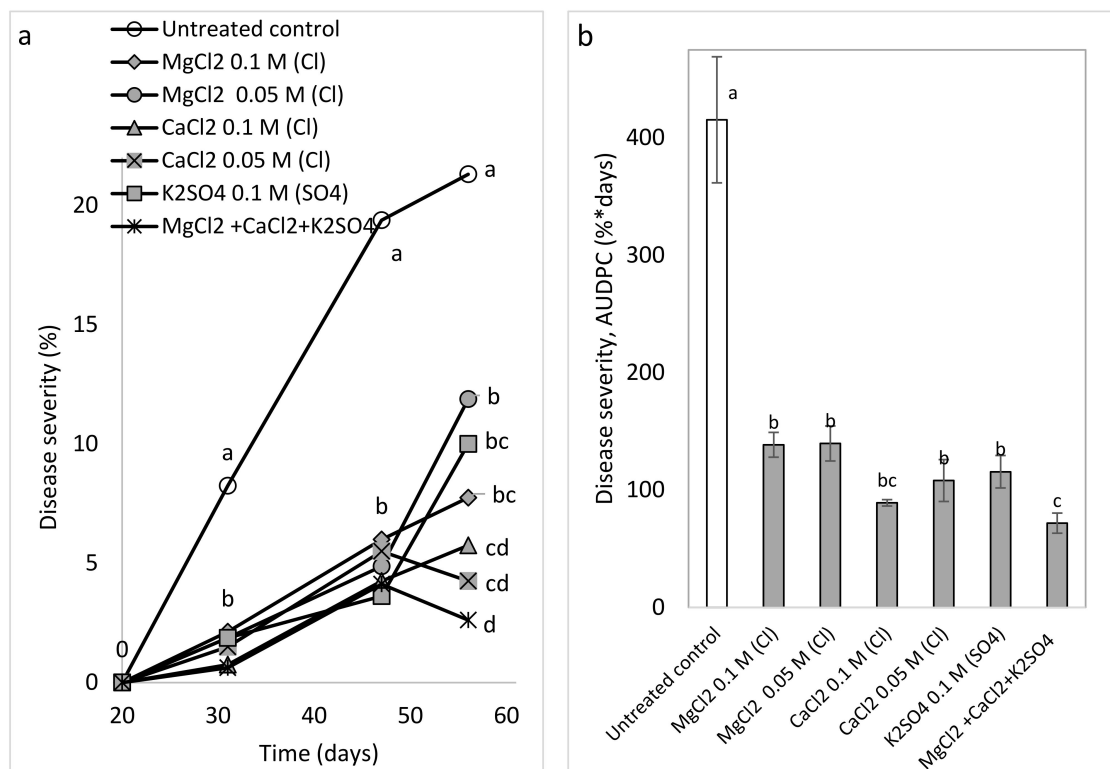 a
Untreated control
MgCl2 0.1 M (Cl)
MgCl2 0.05 M (Cl)
CaCl2 0.1 M (Cl)
CaCl2 0.05 M (Cl)
K2SO4 0.1 M (SO4)
MgCl2 +CaCl2+K2SO4
Disease severity (%)
20
15
10
5
0
a
a
a
b
b
b
bc
bc
cd
cd
d
0
20
30
40
50
60
Time (days)
b
Disease severity, AUDPC (%*days)
400
300
200
100
0
a
b
b
bc
b
b
c
Untreated control
MgCl2 0.1 M (Cl)
MgCl2 0.05 M (Cl)
CaCl2 0.1 M (Cl)
CaCl2 0.05 M (Cl)
K2SO4 0.1 M (SO4)
MgCl2 +CaCl2+K2SO4